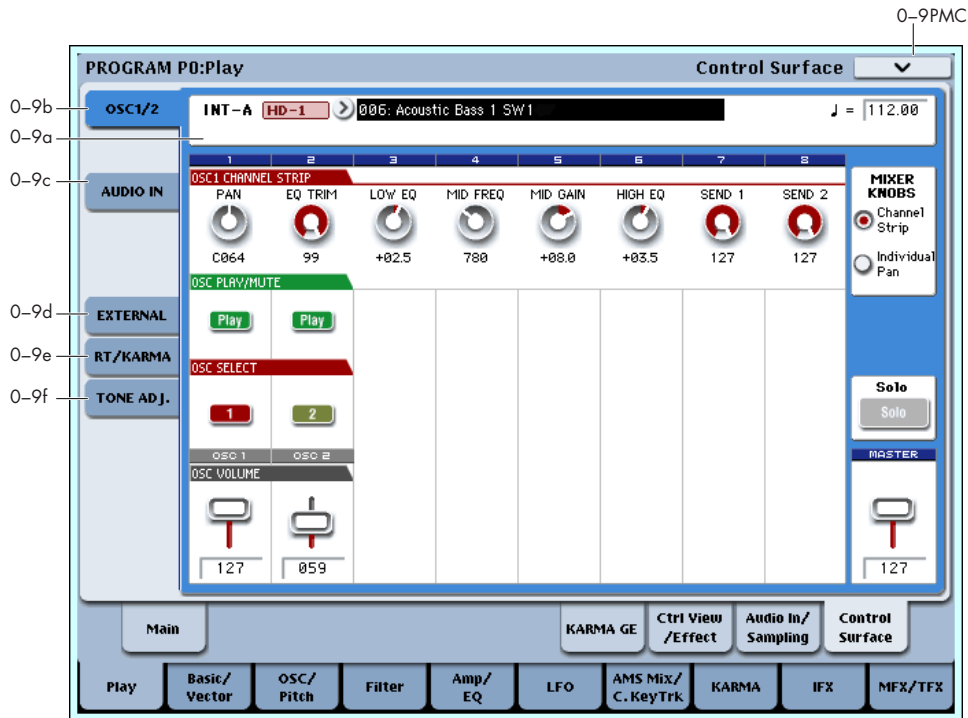 0–9PMC
PROGRAM P0:Play
Control Surface
0–9b
OSC1/2
INT-A HD-1 006: Acoustic Bass 1 SW1
♩ = 112.00
0–9a
1 2 3 4 5 6 7 8
0–9c
AUDIO IN
OSC1 CHANNEL STRIP
PAN EQ TRIM LOW EQ MID FREQ MID GAIN HIGH EQ SEND 1 SEND 2
C064 99 +02.5 780 +08.0 +03.5 127 127
MIXER
KNOBS
Channel
Strip
Individual
Pan
OSC PLAY/MUTE
0–9d
EXTERNAL
Play Play
0–9e
RT/KARMA
OSC SELECT
0–9f
TONE ADJ.
1 2
Solo
Solo
OSC 1 OSC 2
OSC VOLUME
MASTER
127 059
127
Main
KARMA GE
Ctrl View
/Effect
Audio In/
Sampling
Control
Surface
Play
Basic/
Vector
OSC/
Pitch
Filter
Amp/
EQ
LFO
AMS Mix/
C.KeyTrk
KARMA
IFX
MFX/TFX